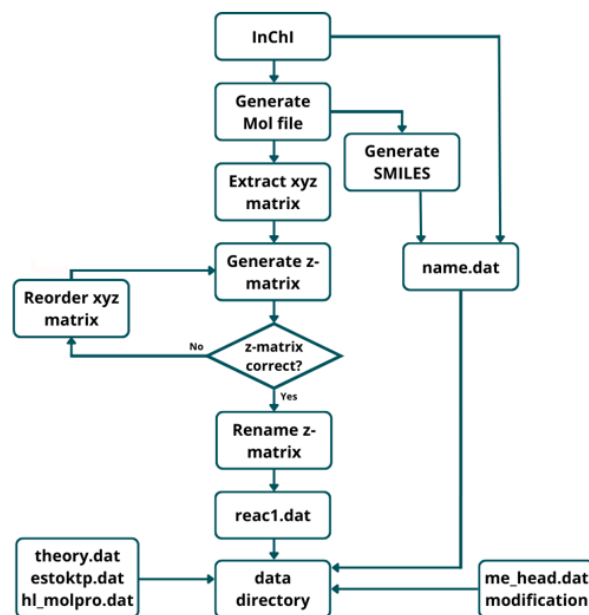 InChI
Generate
Mol file
Generate
SMILES
Extract xyz
matrix
Generate z-
matrix
name.dat
Reorder xyz
matrix
No
z-matrix
correct?
Yes
Rename z-
matrix
reac1.dat
theory.dat
estoktp.dat
hl_molpro.dat
data
directory
me_head.dat
modification